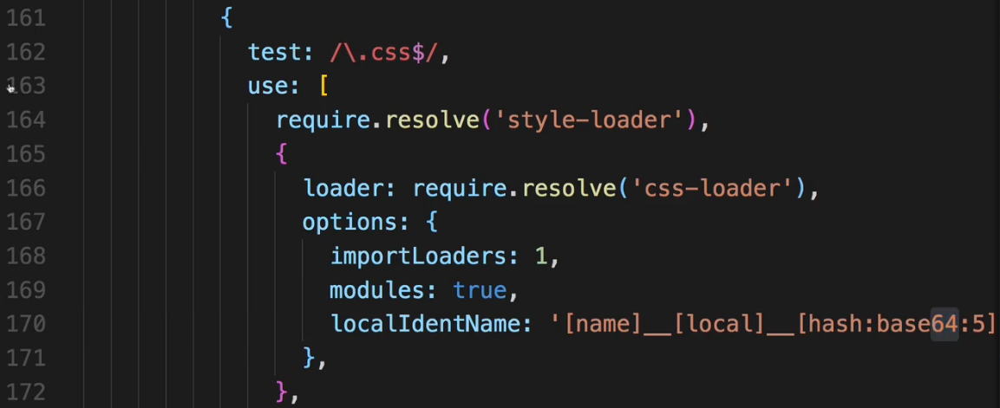 161 {
162 test: /\.css$/,
163 use: [
164 require.resolve('style-loader'),
165 {
166 loader: require.resolve('css-loader'),
167 options: {
168 importLoaders: 1,
169 modules: true,
170 localIdentName: '[name]__[local]__[hash:base64:5]
171 },
172 },